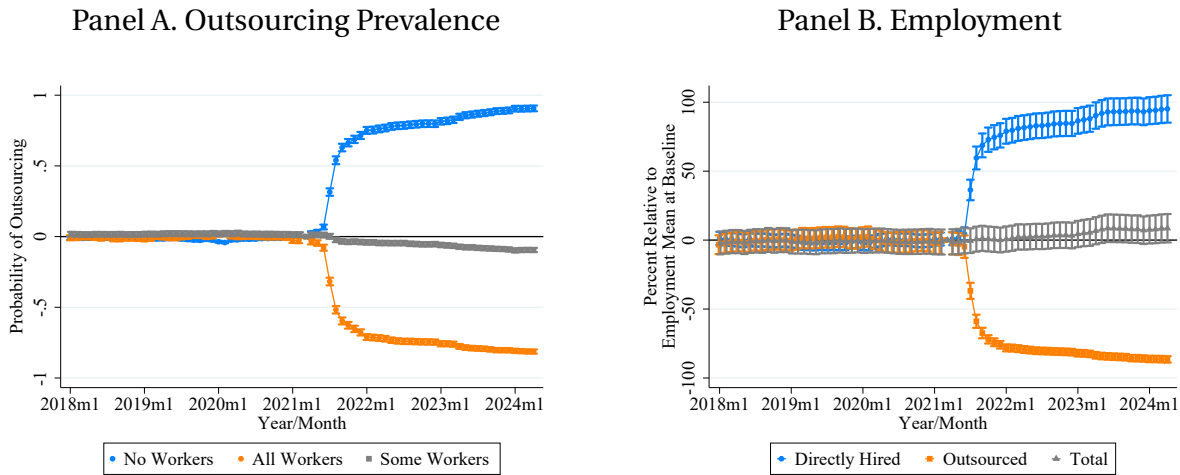 Panel A. Outsourcing Prevalence
Probability of Outsourcing
1
.5
0
-.5
-1
2018m1 2019m1 2020m1 2021m1 2022m1 2023m1 2024m1
Year/Month
No Workers All Workers Some Workers
Panel B. Employment
Percent Relative to
Employment Mean at Baseline
100
50
0
-50
-100
2018m1 2019m1 2020m1 2021m1 2022m1 2023m1 2024m1
Year/Month
Directly Hired Outsourced Total